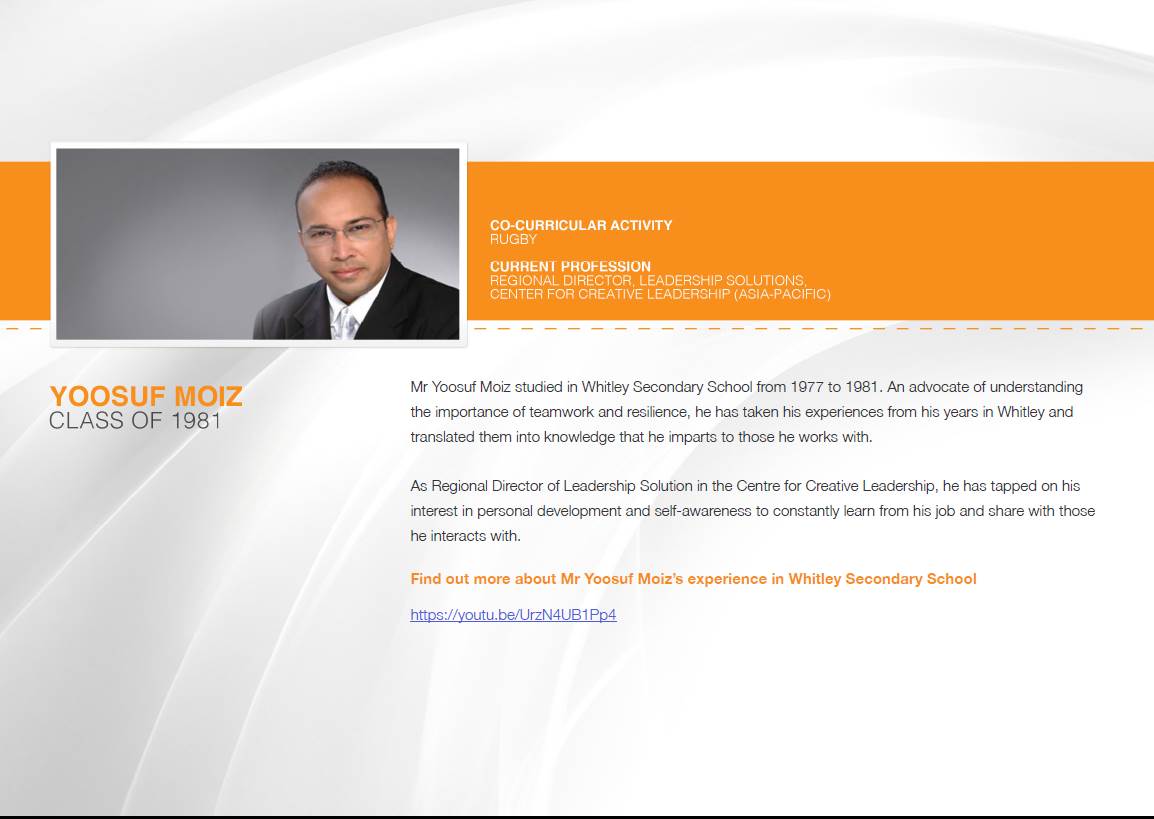 CO-CURRICULAR ACTIVITY
RUGBY
CURRENT PROFESSION
REGIONAL DIRECTOR, LEADERSHIP SOLUTIONS,
CENTER FOR CREATIVE LEADERSHIP (ASIA-PACIFIC)
YOOSUF MOIZ
CLASS OF 1981
Mr Yoosuf Moiz studied in Whitley Secondary School from 1977 to 1981. An advocate of understanding
the importance of teamwork and resilience, he has taken his experiences from his years in Whitley and
translated them into knowledge that he imparts to those he works with.
As Regional Director of Leadership Solution in the Centre for Creative Leadership, he has tapped on his
interest in personal development and self-awareness to constantly learn from his job and share with those
he interacts with.
Find out more about Mr Yoosuf Moiz's experience in Whitley Secondary School
https://youtu.be/UrzN4UB1Pp4